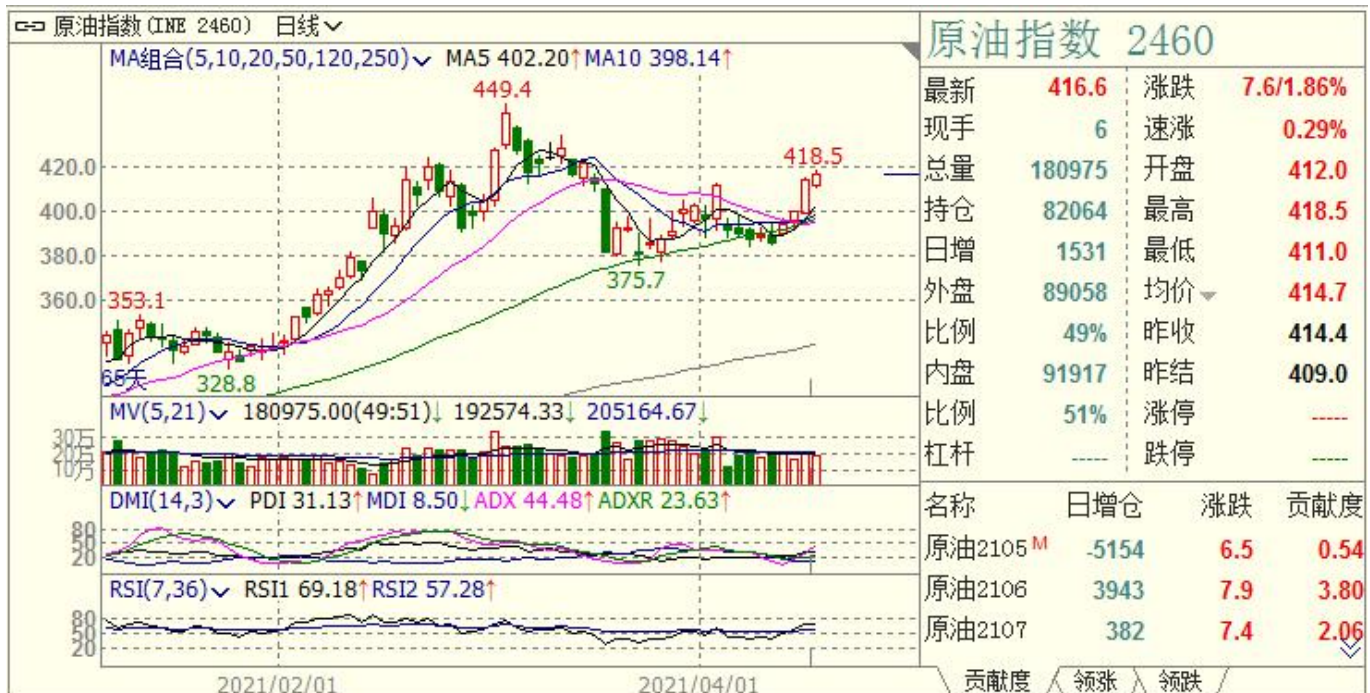 原油指数(INE 2460) 日线
MA组合(5,10,20,50,120,250) MA5 402.20↑ MA10 398.14↑
449.4
420.0
418.5
400.0
380.0
375.7
360.0
353.1
65天
328.8
MV(5,21) 180975.00(49:51)↓ 192574.33↓ 205164.67↓
30万
20万
10万
DMI(14,3) PDI 31.13↑ MDI 8.50↓ ADX 44.48↑ ADXR 23.63↑
80
50
20
RSI(7,36) RSI1 69.18↑ RSI2 57.28↑
80
50
20
2021/02/01 2021/04/01
原油指数 2460
最新 416.6 涨跌 7.6/1.86%
现手 6 速涨 0.29%
总量 180975 开盘 412.0
持仓 82064 最高 418.5
日增 1531 最低 411.0
外盘 89058 均价 414.7
比例 49% 昨收 414.4
内盘 91917 昨结 409.0
比例 51% 涨停 -----
杠杆 ----- 跌停 -----
名称 日增仓 涨跌 贡献度
原油2105 M -5154 6.5 0.54
原油2106 3943 7.9 3.80
原油2107 382 7.4 2.06
贡献度 领涨 领跌